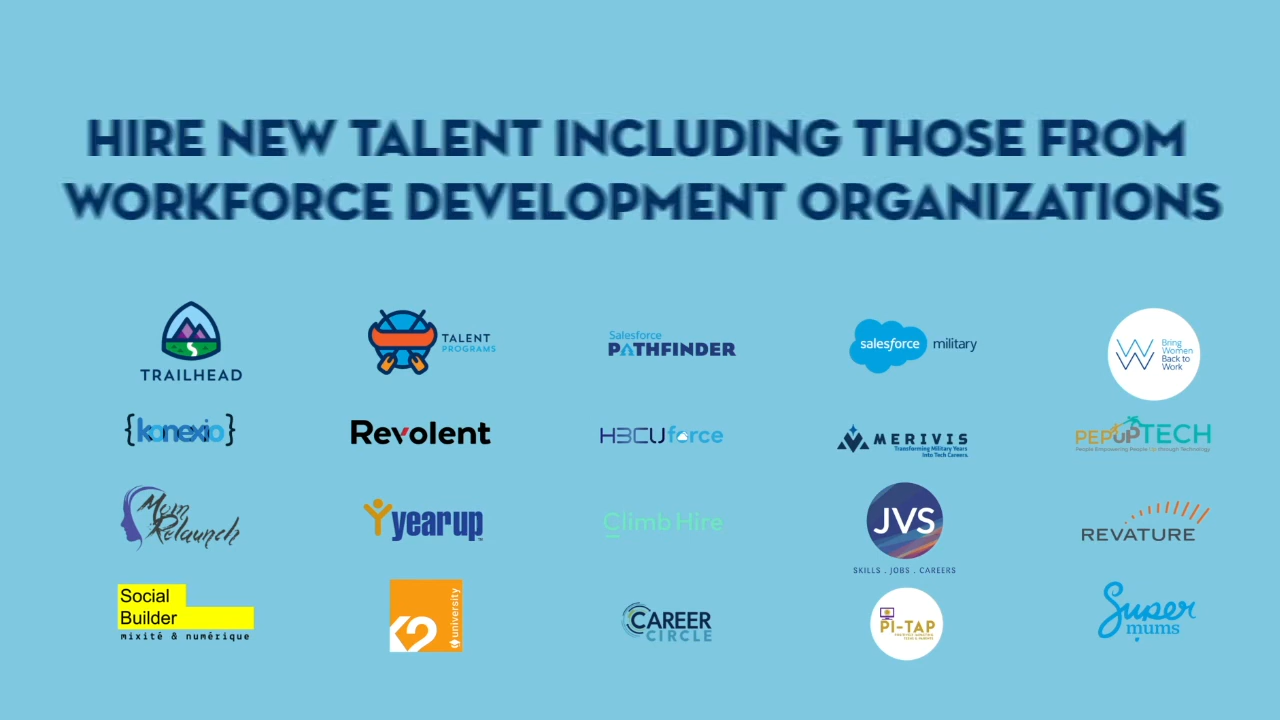 HIRE NEW TALENT INCLUDING THOSE FROM
WORKFORCE DEVELOPMENT ORGANIZATIONS
TRAILHEAD
TALENT
PROGRAMS
Salesforce
PATHFINDER
salesforce military
Bring
Women
Back to
Work
{konexio}
Revolent
HBCUforce
MERIVIS
Transforming Military Years
Into Tech Careers.
PEPUPTECH
People Empowering People Up through Technology
Mom
Relaunch
year up
Climb Hire
JVS
SKILLS . JOBS . CAREERS
REVATURE
Social
Builder
mixité & numérique
K2
university
CAREER
CIRCLE
PI-TAP
Super
mums